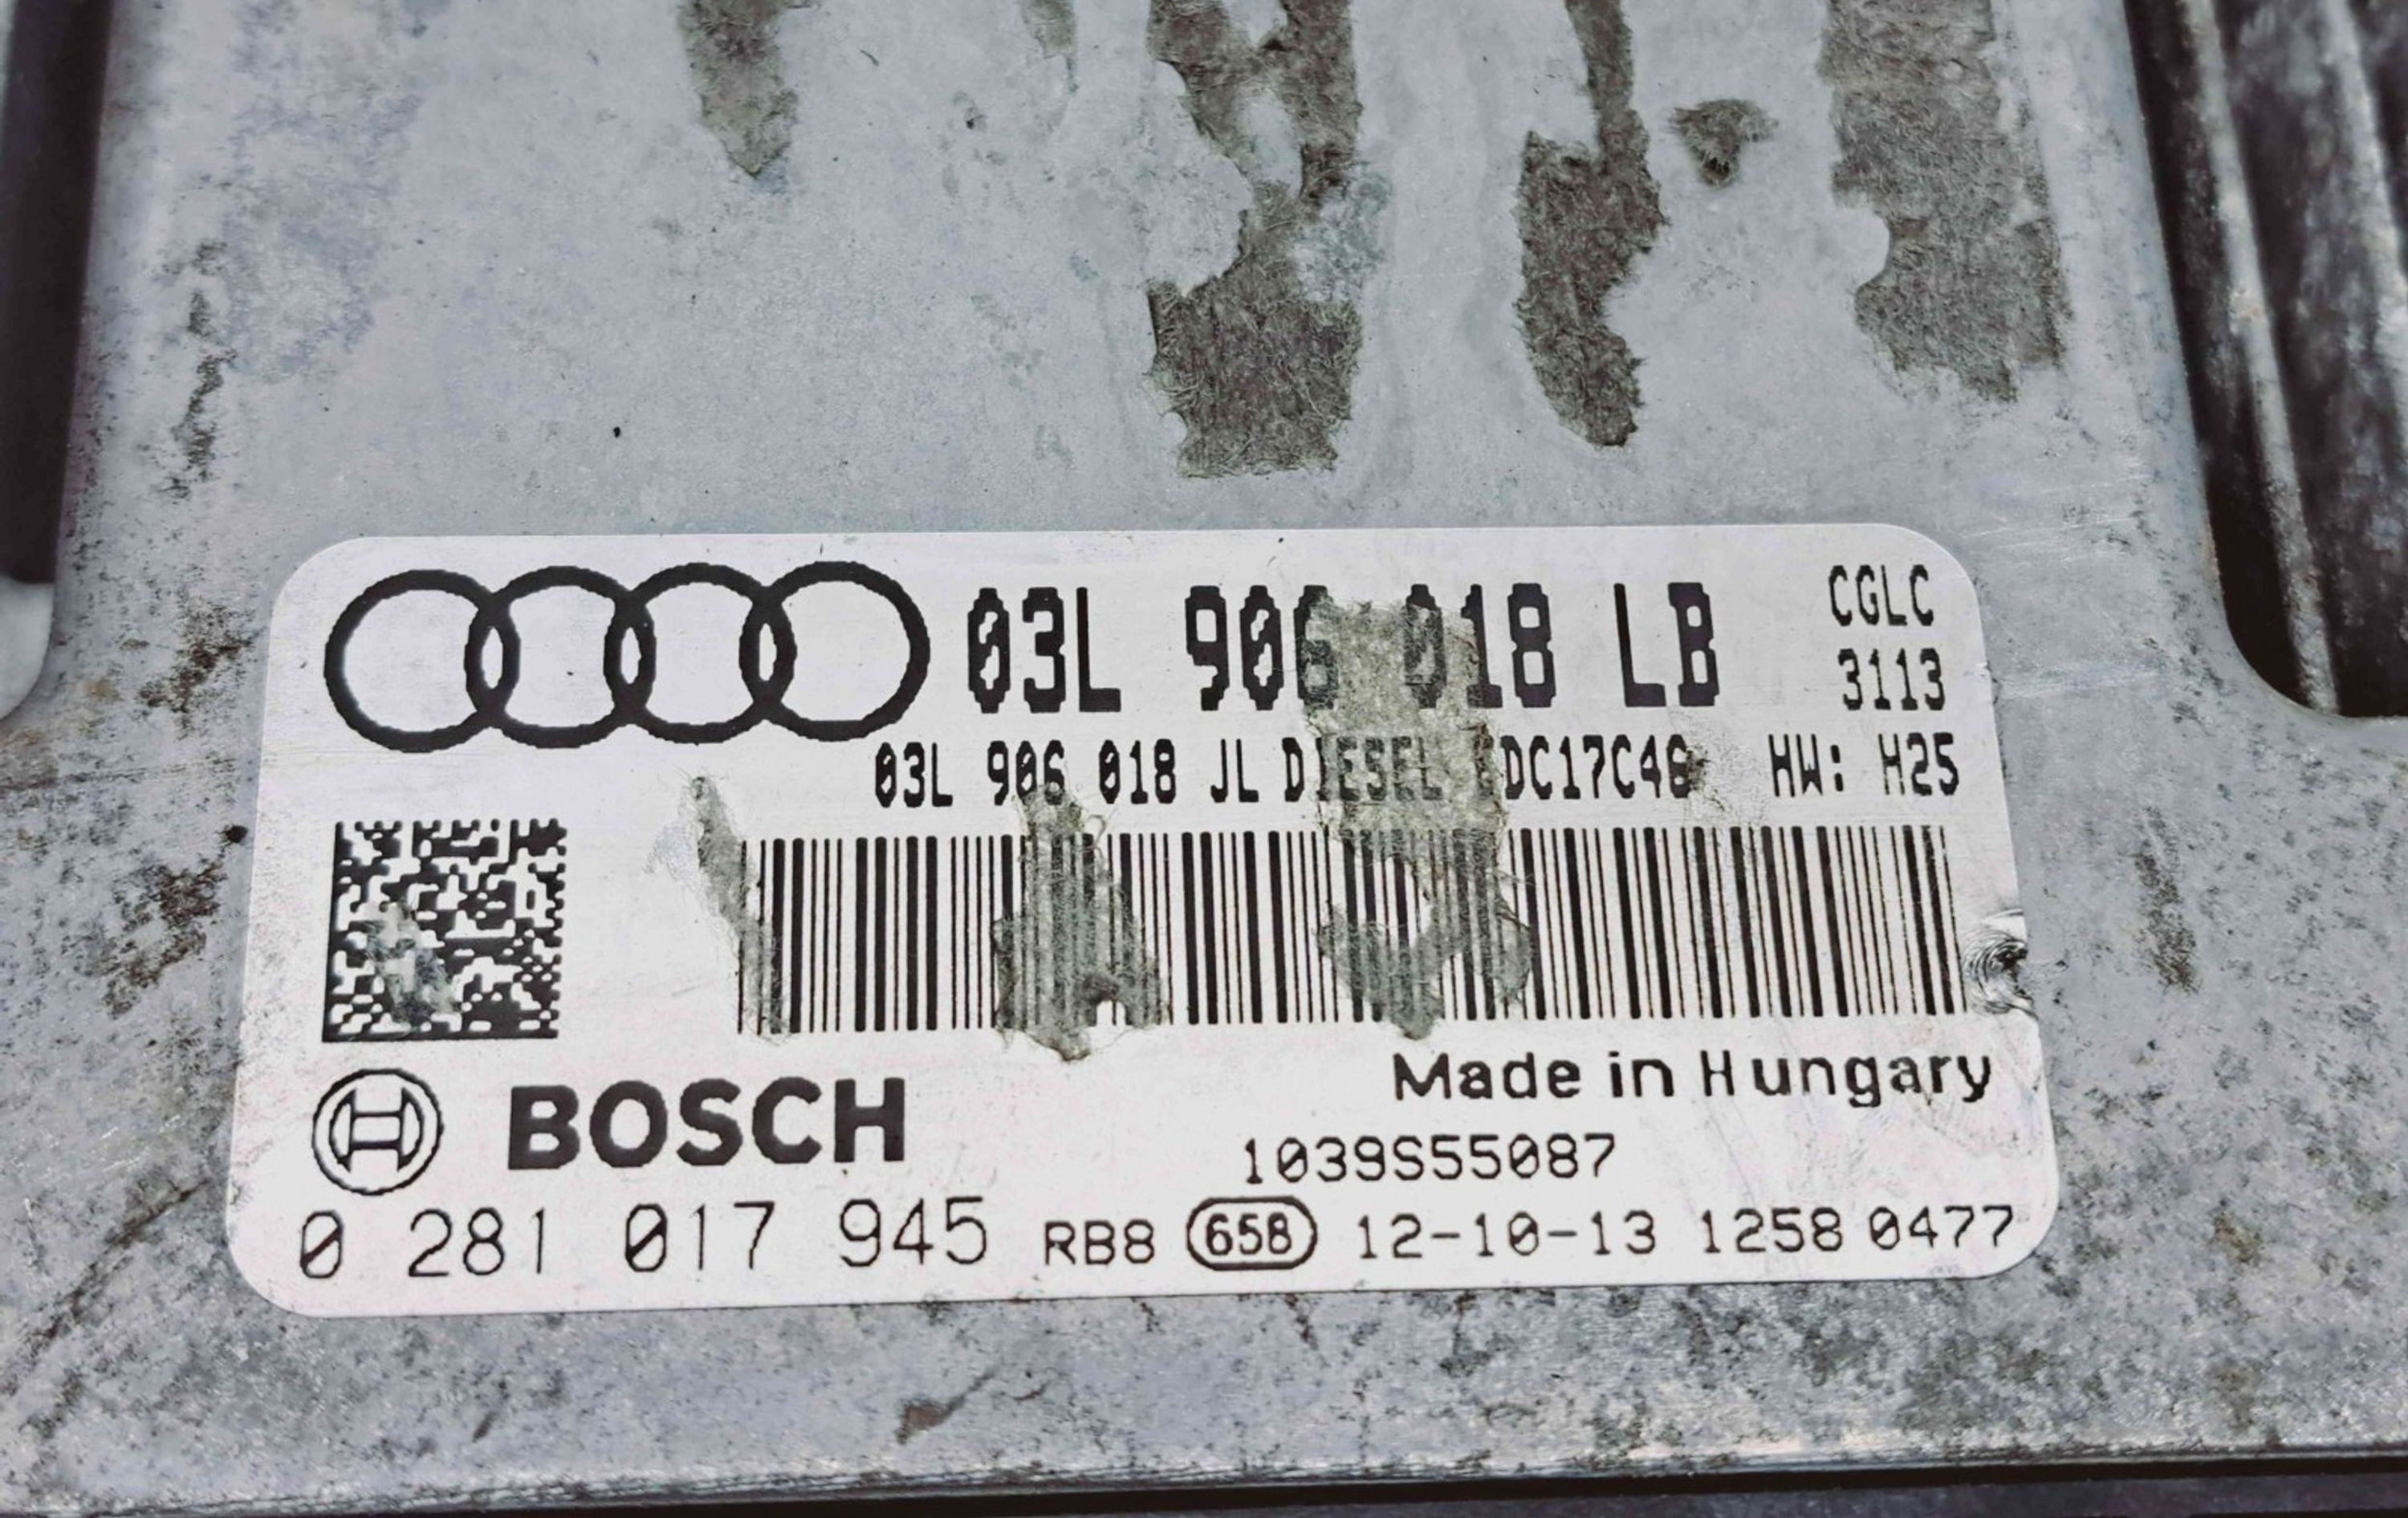 03L 906 018 LB CGLC
3113
03L 906 018 JL DIESEL EDC17C46 HW: H25
BOSCH
Made in Hungary
1039S55087
0 281 017 945 RB8 658 12-10-13 1258 0477